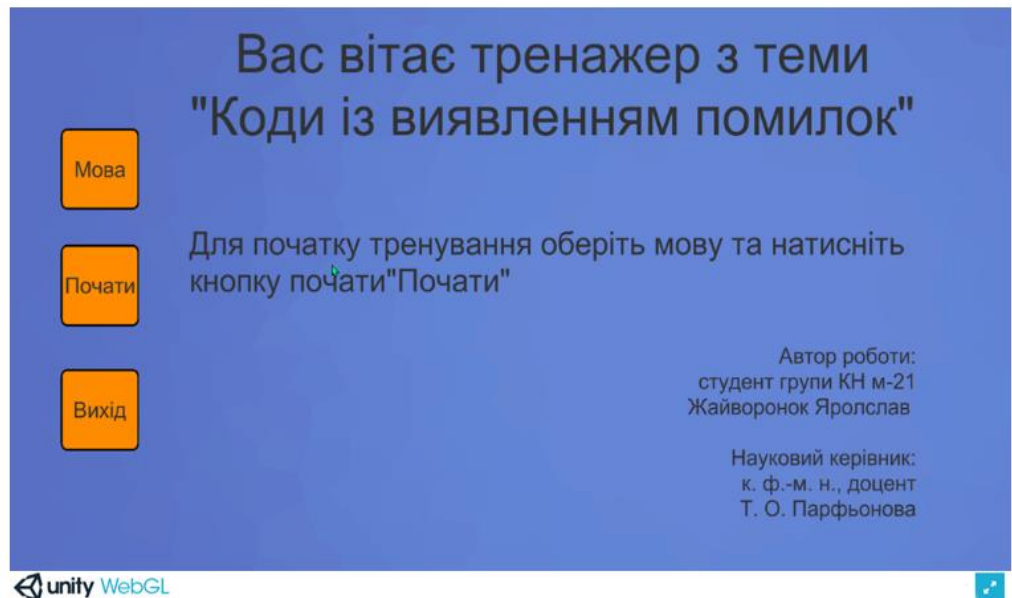 Вас вітає тренажер з теми
"Коди із виявленням помилок"
Мова
Для початку тренування оберіть мову та натисніть
кнопку почати"Почати"
Почати
Вихід
Автор роботи:
студент групи КН м-21
Жайворонок Яролслав
Науковий керівник:
к. ф.-м. н., доцент
Т. О. Парфьонова
unity WebGL